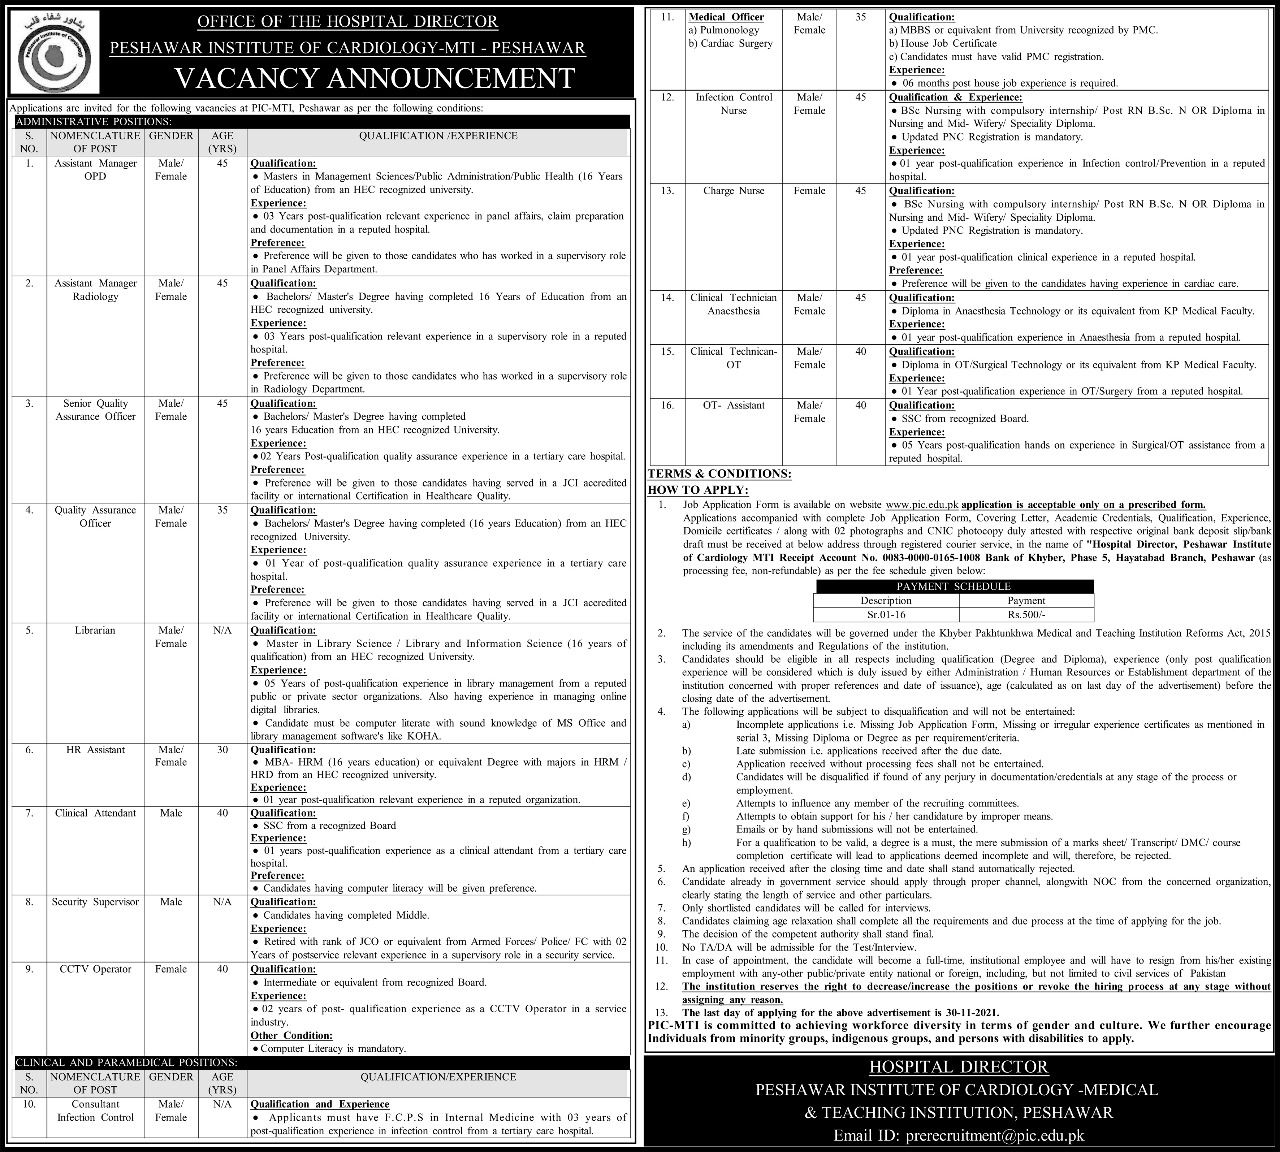 OFFICE OF THE HOSPITAL DIRECTOR
PESHAWAR INSTITUTE OF CARDIOLOGY-MTI - PESHAWAR
VACANCY ANNOUNCEMENT
پشاور شفاء قلب
Applications are invited for the following vacancies at PIC-MTI, Peshawar as per the following conditions:
ADMINISTRATIVE POSITIONS:
S. NO. NOMENCLATURE OF POST GENDER AGE (YRS) QUALIFICATION /EXPERIENCE
1. Assistant Manager OPD Male/ Female 45 Qualification:
● Masters in Management Sciences/Public Administration/Public Health (16 Years
of Education) from an HEC recognized university.
Experience:
● 03 Years post-qualification relevant experience in panel affairs, claim preparation
and documentation in a reputed hospital.
Preference:
● Preference will be given to those candidates who has worked in a supervisory role
in Panel Affairs Department.
2. Assistant Manager Radiology Male/ Female 45 Qualification:
● Bachelors/ Master's Degree having completed 16 Years of Education from an
HEC recognized university.
Experience:
● 03 Years post-qualification relevant experience in a supervisory role in a reputed
hospital.
Preference:
● Preference will be given to those candidates who has worked in a supervisory role
in Radiology Department.
3. Senior Quality Assurance Officer Male/ Female 45 Qualification:
● Bachelors/ Master's Degree having completed
16 years Education from an HEC recognized University.
Experience:
●02 Years Post-qualification quality assurance experience in a tertiary care hospital.
Preference:
● Preference will be given to those candidates having served in a JCI accredited
facility or international Certification in Healthcare Quality.
4. Quality Assurance Officer Male/ Female 35 Qualification:
● Bachelors/ Master's Degree having completed (16 years Education) from an HEC
recognized University.
Experience:
● 01 Year of post-qualification quality assurance experience in a tertiary care
hospital.
Preference:
● Preference will be given to those candidates having served in a JCI accredited
facility or international Certification in Healthcare Quality.
5. Librarian Male/ Female N/A Qualification:
● Master in Library Science / Library and Information Science (16 years of
qualification) from an HEC recognized University.
Experience:
● 05 Years of post-qualification experience in library management from a reputed
public or private sector organizations. Also having experience in managing online
digital libraries.
● Candidate must be computer literate with sound knowledge of MS Office and
library management software's like KOHA.
6. HR Assistant Male/ Female 30 Qualification:
● MBA- HRM (16 years education) or equivalent Degree with majors in HRM /
HRD from an HEC recognized university.
Experience:
● 01 year post-qualification relevant experience in a reputed organization.
7. Clinical Attendant Male 40 Qualification:
● SSC from a recognized Board
Experience:
● 01 years post-qualification experience as a clinical attendant from a tertiary care
hospital.
Preference:
● Candidates having computer literacy will be given preference.
8. Security Supervisor Male N/A Qualification:
● Candidates having completed Middle.
Experience:
● Retired with rank of JCO or equivalent from Armed Forces/ Police/ FC with 02
Years of postservice relevant experience in a supervisory role in a security service.
9. CCTV Operator Female 40 Qualification:
● Intermediate or equivalent from recognized Board.
Experience:
●02 years of post- qualification experience as a CCTV Operator in a service
industry.
Other Condition:
●Computer Literacy is mandatory.
CLINICAL AND PARAMEDICAL POSITIONS:
S. NO. NOMENCLATURE OF POST GENDER AGE (YRS) QUALIFICATION/EXPERIENCE
10. Consultant Infection Control Male/ Female N/A Qualification and Experience
● Applicants must have F.C.P.S in Internal Medicine with 03 years of
post-qualification experience in infection control from a tertiary care hospital.
11. Medical Officer a) Pulmonology b) Cardiac Surgery Male/ Female 35 Qualification:
a) MBBS or equivalent from University recognized by PMC.
b) House Job Certificate
c) Candidates must have valid PMC registration.
Experience:
● 06 months post house job experience is required.
12. Infection Control Nurse Male/ Female 45 Qualification & Experience:
● BSc Nursing with compulsory internship/ Post RN B.Sc. N OR Diploma in
Nursing and Mid- Wifery/ Speciality Diploma.
● Updated PNC Registration is mandatory.
Experience:
●01 year post-qualification experience in Infection control/Prevention in a reputed
hospital.
13. Charge Nurse Female 45 Qualification:
● BSc Nursing with compulsory internship/ Post RN B.Sc. N OR Diploma in
Nursing and Mid- Wifery/ Speciality Diploma.
● Updated PNC Registration is mandatory.
Experience:
● 01 year post-qualification clinical experience in a reputed hospital.
Preference:
● Preference will be given to the candidates having experience in cardiac care.
14. Clinical Technician Anaesthesia Male/ Female 45 Qualification:
● Diploma in Anaesthesia Technology or its equivalent from KP Medical Faculty.
Experience:
● 01 year post-qualification experience in Anaesthesia from a reputed hospital.
15. Clinical Technican- OT Male/ Female 40 Qualification:
● Diploma in OT/Surgical Technology or its equivalent from KP Medical Faculty.
Experience:
● 01 Year post-qualification experience in OT/Surgery from a reputed hospital.
16. OT- Assistant Male/ Female 40 Qualification:
● SSC from recognized Board.
Experience:
● 05 Years post-qualification hands on experience in Surgical/OT assistance from a
reputed hospital.
TERMS & CONDITIONS:
HOW TO APPLY:
1. Job Application Form is available on website www.pic.edu.pk application is acceptable only on a prescribed form.
Applications accompanied with complete Job Application Form, Covering Letter, Academic Credentials, Qualification, Experience,
Domicile certificates / along with 02 photographs and CNIC photocopy duly attested with respective original bank deposit slip/bank
draft must be received at below address through registered courier service, in the name of "Hospital Director, Peshawar Institute
of Cardiology MTI Receipt Account No. 0083-0000-0165-1008 Bank of Khyber, Phase 5, Hayatabad Branch, Peshawar (as
processing fee, non-refundable) as per the fee schedule given below:
PAYMENT SCHEDULE
Description Payment
Sr.01-16 Rs.500/-
2. The service of the candidates will be governed under the Khyber Pakhtunkhwa Medical and Teaching Institution Reforms Act, 2015
including its amendments and Regulations of the institution.
3. Candidates should be eligible in all respects including qualification (Degree and Diploma), experience (only post qualification
experience will be considered which is duly issued by either Administration / Human Resources or Establishment department of the
institution concerned with proper references and date of issuance), age (calculated as on last day of the advertisement) before the
closing date of the advertisement.
4. The following applications will be subject to disqualification and will not be entertained:
a) Incomplete applications i.e. Missing Job Application Form, Missing or irregular experience certificates as mentioned in
serial 3, Missing Diploma or Degree as per requirement/criteria.
b) Late submission i.e. applications received after the due date.
c) Application received without processing fees shall not be entertained.
d) Candidates will be disqualified if found of any perjury in documentation/credentials at any stage of the process or
employment.
e) Attempts to influence any member of the recruiting committees.
f) Attempts to obtain support for his / her candidature by improper means.
g) Emails or by hand submissions will not be entertained.
h) For a qualification to be valid, a degree is a must, the mere submission of a marks sheet/ Transcript/ DMC/ course
completion certificate will lead to applications deemed incomplete and will, therefore, be rejected.
5. An application received after the closing time and date shall stand automatically rejected.
6. Candidate already in government service should apply through proper channel, alongwith NOC from the concerned organization,
clearly stating the length of service and other particulars.
7. Only shortlisted candidates will be called for interviews.
8. Candidates claiming age relaxation shall complete all the requirements and due process at the time of applying for the job.
9. The decision of the competent authority shall stand final.
10. No TA/DA will be admissible for the Test/Interview.
11. In case of appointment, the candidate will become a full-time, institutional employee and will have to resign from his/her existing
employment with any-other public/private entity national or foreign, including, but not limited to civil services of Pakistan
12. The institution reserves the right to decrease/increase the positions or revoke the hiring process at any stage without
assigning any reason.
13. The last day of applying for the above advertisement is 30-11-2021.
PIC-MTI is committed to achieving workforce diversity in terms of gender and culture. We further encourage
Individuals from minority groups, indigenous groups, and persons with disabilities to apply.
HOSPITAL DIRECTOR
PESHAWAR INSTITUTE OF CARDIOLOGY -MEDICAL
& TEACHING INSTITUTION, PESHAWAR
Email ID: prerecruitment@pic.edu.pk